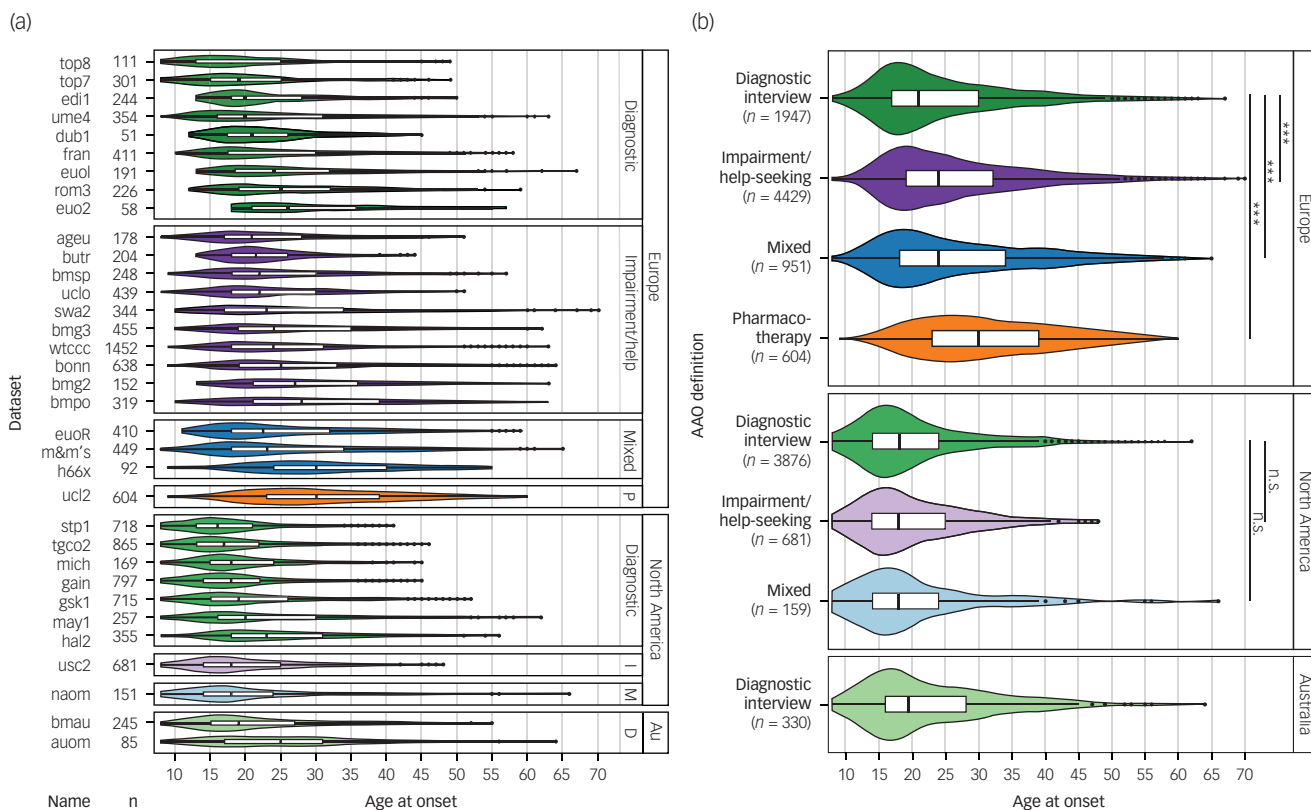 (a)
Dataset
top8 111
top7 301
edi1 244
ume4 354
dub1 51
fran 411
euol 191
rom3 226
euo2 58
Diagnostic
ageu 178
butr 204
bmsp 248
uclo 439
swa2 344
bmg3 455
wtccc 1452
bonn 638
bmg2 152
bmpo 319
Impairment/help
euoR 410
m&m's 449
h66x 92
Mixed
ucl2 604
P
Europe
stp1 718
tgco2 865
mich 169
gain 797
gsk1 715
may1 257
hal2 355
Diagnostic
usc2 681
I
naom 151
M
North America
bmau 245
auom 85
D
Au
10 15 20 25 30 35 40 45 50 55 60 65 70
Name n Age at onset
(b)
AAO definition
Diagnostic
interview
(n = 1947)
Impairment/
help-seeking
(n = 4429)
Mixed
(n = 951)
Pharmaco-
therapy
(n = 604)
***
***
***
Europe
Diagnostic
interview
(n = 3876)
Impairment/
help-seeking
(n = 681)
Mixed
(n = 159)
n.s.
n.s.
North America
Diagnostic
interview
(n = 330)
Australia
10 15 20 25 30 35 40 45 50 55 60 65 70
Age at onset